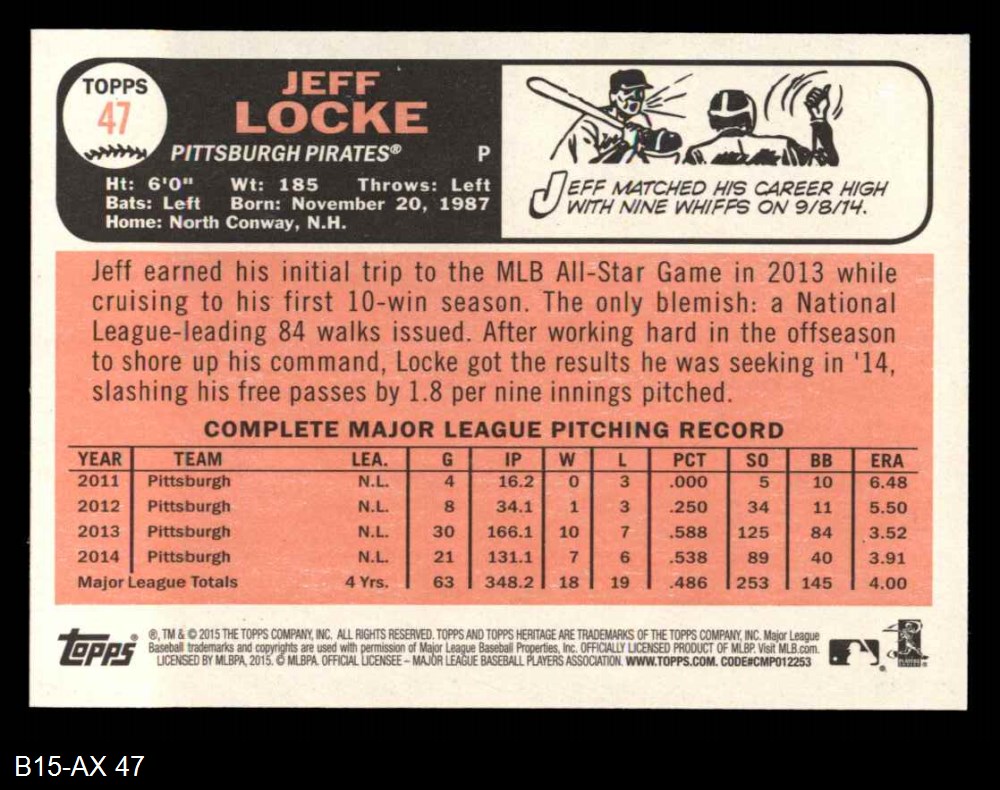 TOPPS
47
JEFF
LOCKE
PITTSBURGH PIRATES® P
Ht: 6'0" Wt: 185 Throws: Left
Bats: Left Born: November 20, 1987
Home: North Conway, N.H.
JEFF MATCHED HIS CAREER HIGH
WITH NINE WHIFFS ON 9/8/14.
Jeff earned his initial trip to the MLB All-Star Game in 2013 while
cruising to his first 10-win season. The only blemish: a National
League-leading 84 walks issued. After working hard in the offseason
to shore up his command, Locke got the results he was seeking in '14,
slashing his free passes by 1.8 per nine innings pitched.
COMPLETE MAJOR LEAGUE PITCHING RECORD
YEAR TEAM LEA. G IP W L PCT SO BB ERA
2011 Pittsburgh N.L. 4 16.2 0 3 .000 5 10 6.48
2012 Pittsburgh N.L. 8 34.1 1 3 .250 34 11 5.50
2013 Pittsburgh N.L. 30 166.1 10 7 .588 125 84 3.52
2014 Pittsburgh N.L. 21 131.1 7 6 .538 89 40 3.91
Major League Totals 4 Yrs. 63 348.2 18 19 .486 253 145 4.00
topps®
®, TM & © 2015 THE TOPPS COMPANY, INC. ALL RIGHTS RESERVED. TOPPS AND TOPPS HERITAGE ARE TRADEMARKS OF THE TOPPS COMPANY, INC. Major League
Baseball trademarks and copyrights are used with permission of Major League Baseball Properties, Inc. OFFICIALLY LICENSED PRODUCT OF MLBP. Visit MLB.com.
LICENSED BY MLBPA, 2015. © MLBPA. OFFICIAL LICENSEE – MAJOR LEAGUE BASEBALL PLAYERS ASSOCIATION. WWW.TOPPS.COM. CODE#CMP012253
B15-AX 47